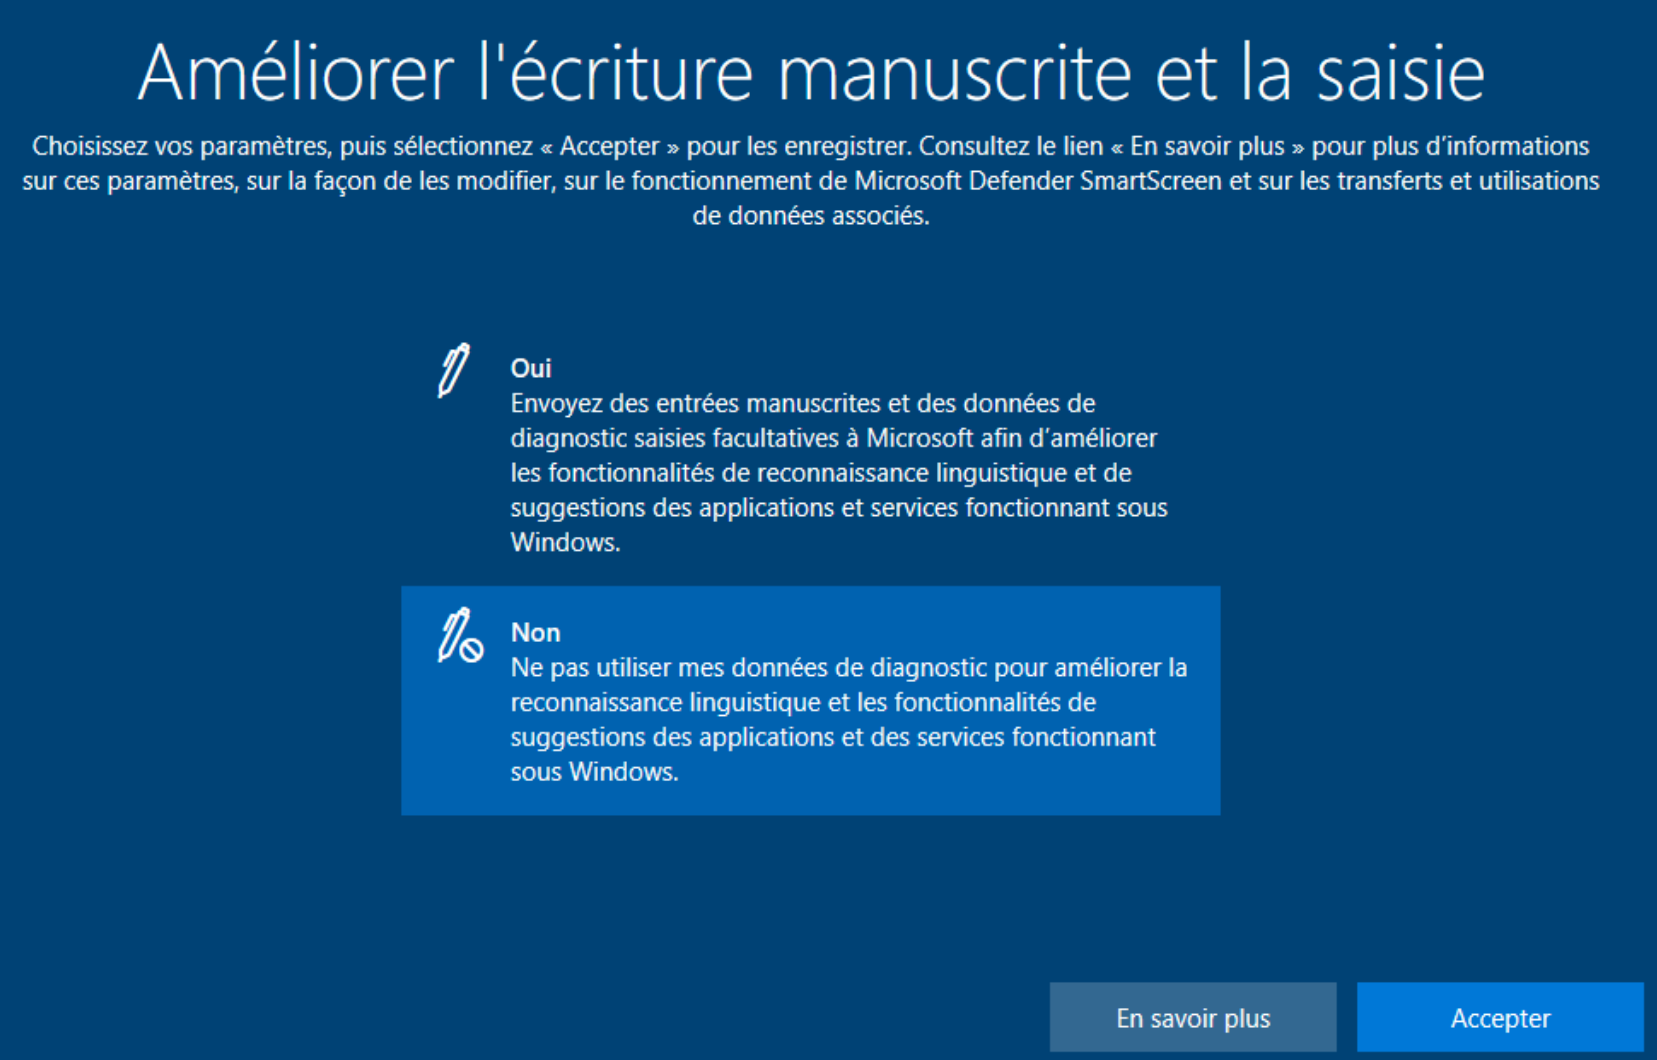 Améliorer l'écriture manuscrite et la saisie
Choisissez vos paramètres, puis sélectionnez « Accepter » pour les enregistrer. Consultez le lien « En savoir plus » pour plus d’informations
sur ces paramètres, sur la façon de les modifier, sur le fonctionnement de Microsoft Defender SmartScreen et sur les transferts et utilisations
de données associés.
Oui
Envoyez des entrées manuscrites et des données de
diagnostic saisies facultatives à Microsoft afin d’améliorer
les fonctionnalités de reconnaissance linguistique et de
suggestions des applications et services fonctionnant sous
Windows.
Non
Ne pas utiliser mes données de diagnostic pour améliorer la
reconnaissance linguistique et les fonctionnalités de
suggestions des applications et des services fonctionnant
sous Windows.
En savoir plus
Accepter